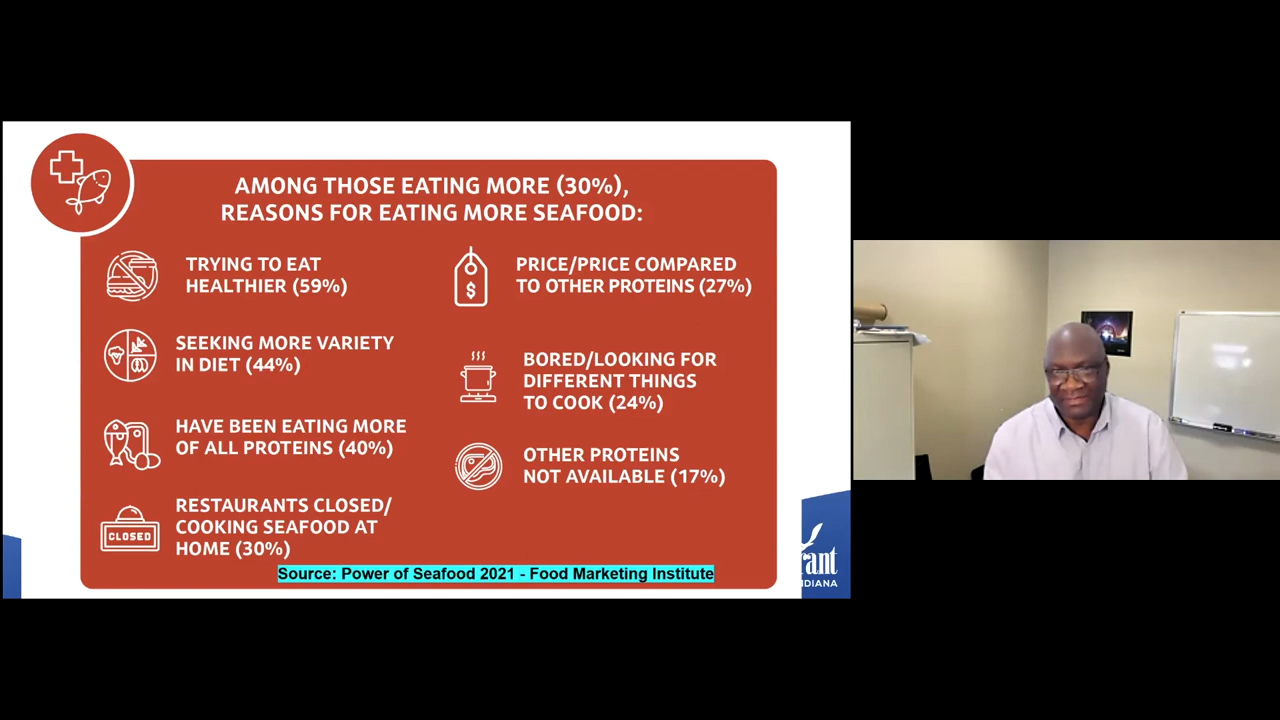 AMONG THOSE EATING MORE (30%),
REASONS FOR EATING MORE SEAFOOD:
TRYING TO EAT
HEALTHIER (59%)
SEEKING MORE VARIETY
IN DIET (44%)
HAVE BEEN EATING MORE
OF ALL PROTEINS (40%)
CLOSED
RESTAURANTS CLOSED/
COOKING SEAFOOD AT
HOME (30%)
$
PRICE/PRICE COMPARED
TO OTHER PROTEINS (27%)
BORED/LOOKING FOR
DIFFERENT THINGS
TO COOK (24%)
OTHER PROTEINS
NOT AVAILABLE (17%)
Source: Power of Seafood 2021 - Food Marketing Institute